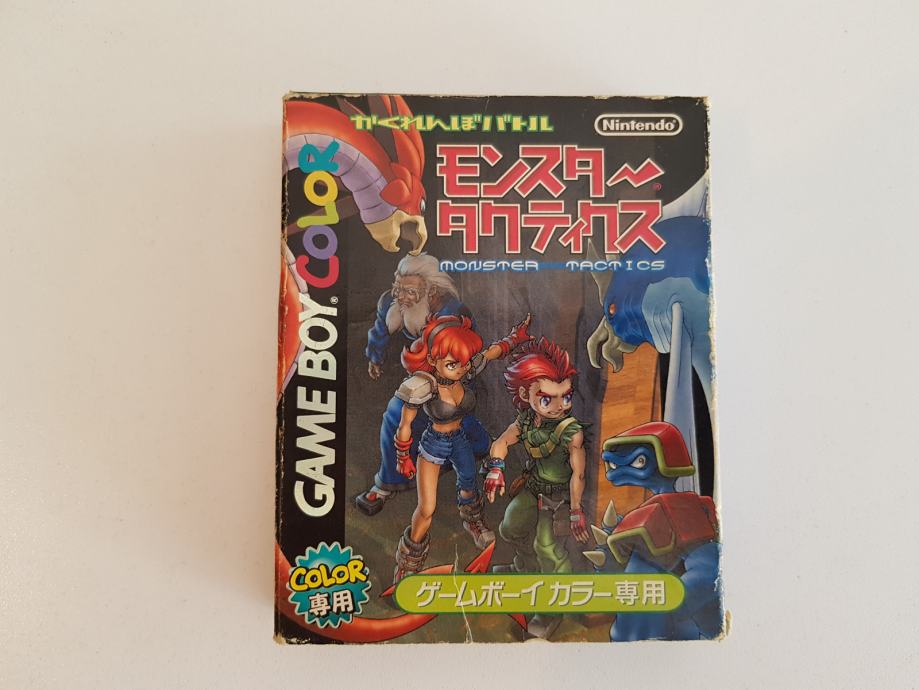 かくれんぼバトル
Nintendo
モンスター
タクティクス
MONSTER TACTICS
GAME BOY COLOR
COLOR
専用
ゲームボーイ カラー専用